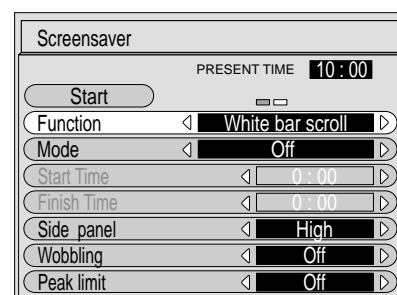 Screensaver
PRESENT TIME 10 : 00
Start
Function White bar scroll
Mode Off
Start Time 0 : 00
Finish Time 0 : 00
Side panel High
Wobbling Off
Peak limit Off